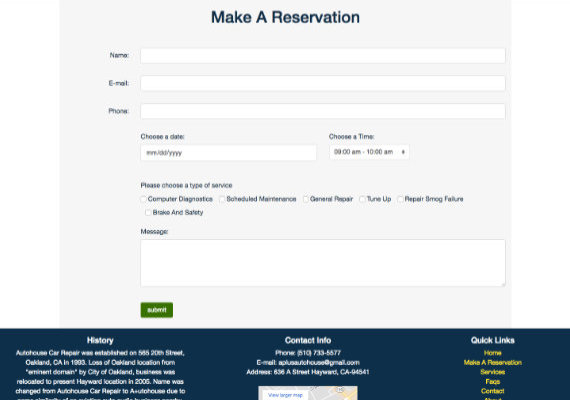 Make A Reservation
Name:
E-mail:
Phone:
Choose a date:
Choose a Time:
mm/dd/yyyy
09:00 am - 10:00 am
Please choose a type of service
Computer Diagnostics
Scheduled Maintenance
General Repair
Tune Up
Repair Smog Failure
Brake And Safety
Message:
submit
History
Autohouse Car Repair was established on 565 20th Street,
Oakland, CA in 1993. Loss of Oakland location from
"eminent domain" by City of Oakland, business was
relocated to present Hayward location in 2005. Name was
changed from Autohouse Car Repair to A+utohouse due to
Contact Info
Phone: (510) 733-5577
E-mail: aplusautohouse@gmail.com
Address: 636 A Street Hayward, CA-94541
View larger map
Quick Links
Home
Make A Reservation
Services
Faqs
Contact